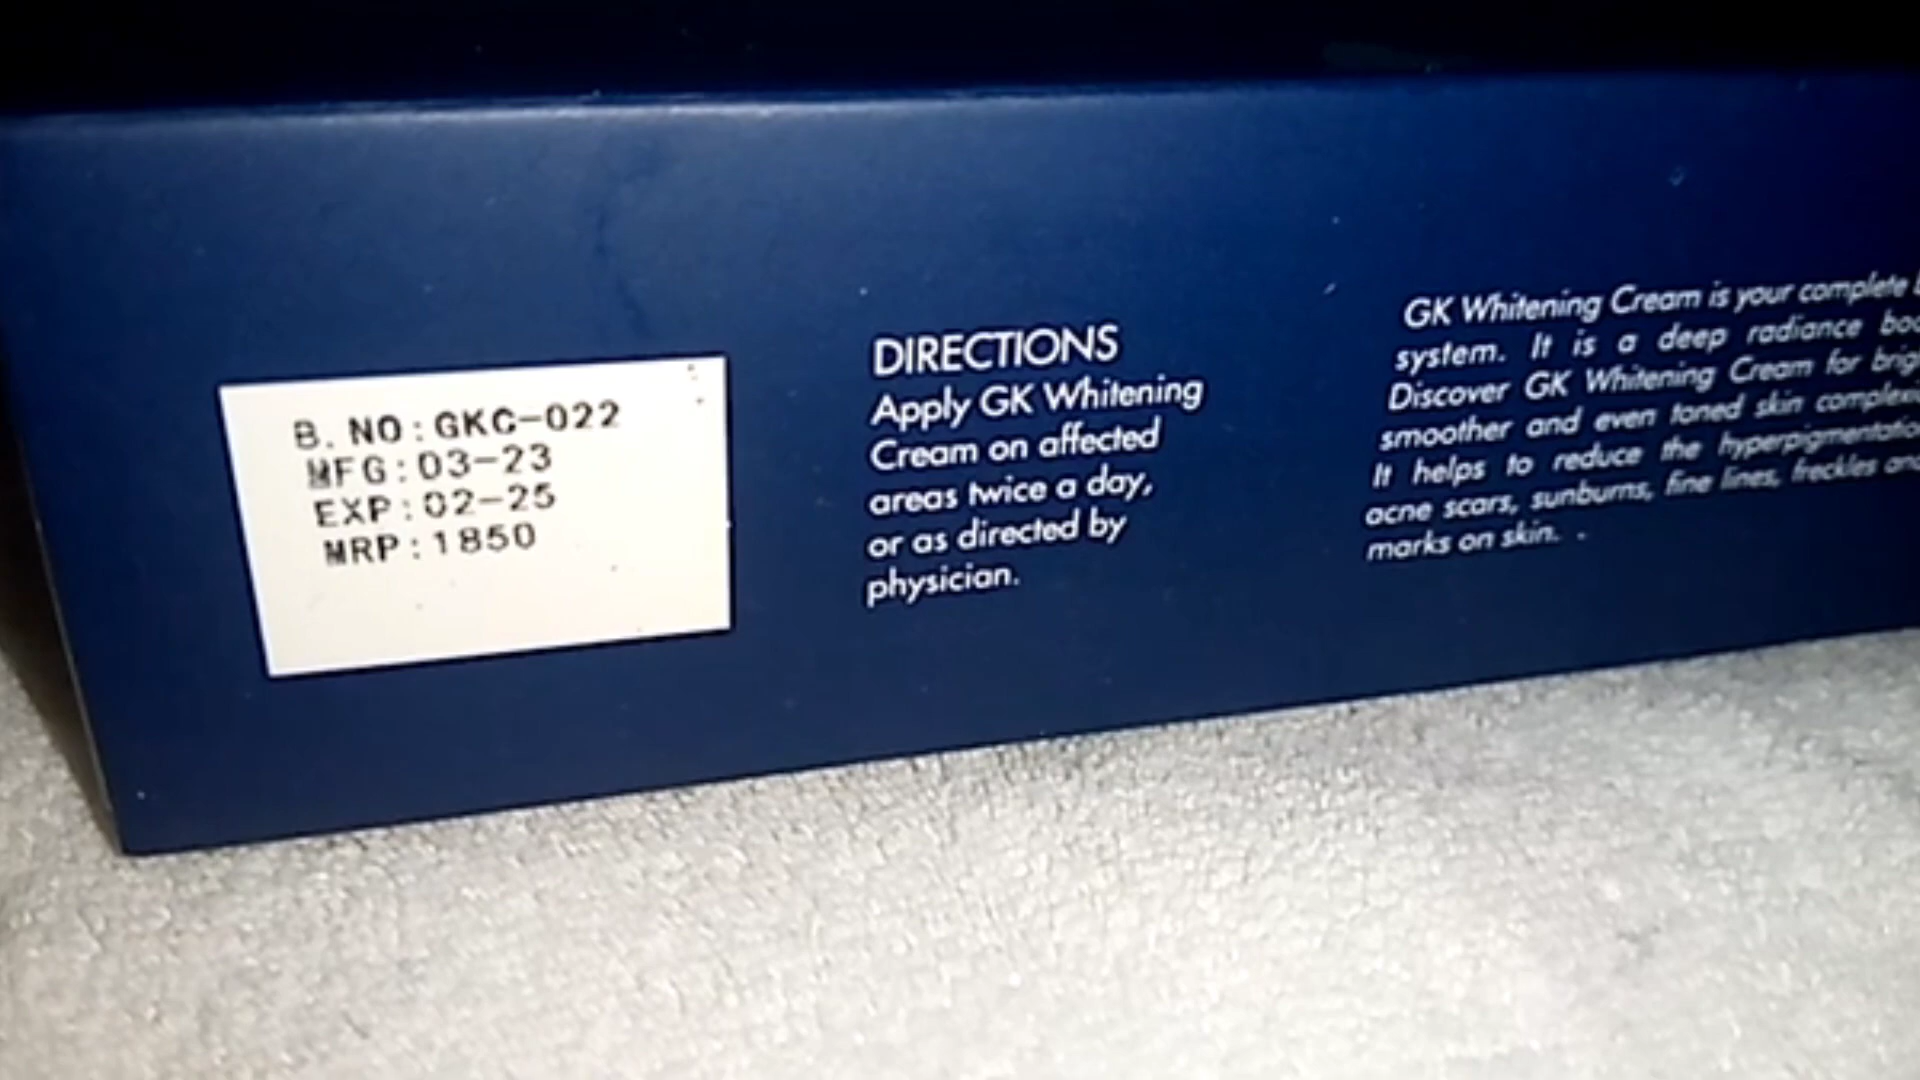 B. NO:GKC-022
MFG:03-23
EXP:02-25
MRP:1850
DIRECTIONS
Apply GK Whitening
Cream on affected
areas twice a day,
or as directed by
physician.
GK Whitening Cream is your complete
system. It is a deep radiance
Discover GK Whitening Cream for
smoother and even toned skin
It helps to reduce the
acne scars, sunburns, fine lines, freckles and
marks on skin. .